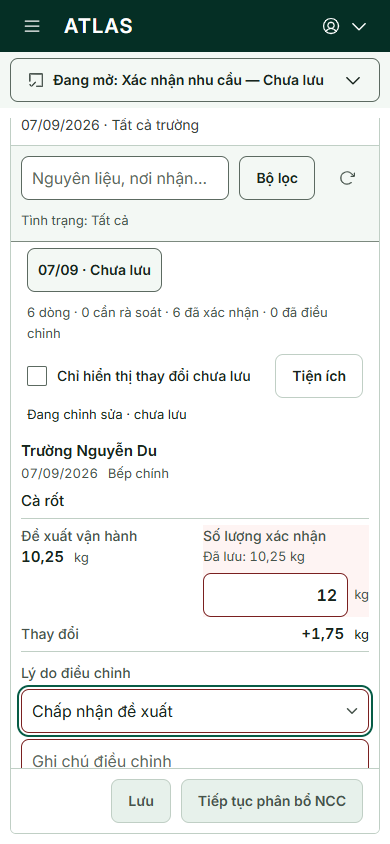 ATLAS
Đang mở: Xác nhận nhu cầu — Chưa lưu
07/09/2026 · Tất cả trường
Nguyên liệu, nơi nhận...
Bộ lọc
Tình trạng: Tất cả
07/09 · Chưa lưu
6 dòng · 0 cần rà soát · 6 đã xác nhận · 0 đã điều
chỉnh
Chỉ hiển thị thay đổi chưa lưu
Tiện ích
Đang chỉnh sửa · chưa lưu
Trường Nguyễn Du
07/09/2026 Bếp chính
Cà rốt
Đề xuất vận hành
10,25 kg
Số lượng xác nhận
Đã lưu: 10,25 kg
12 kg
Thay đổi
+1,75 kg
Lý do điều chỉnh
Chấp nhận đề xuất
Ghi chú điều chỉnh
Lưu
Tiếp tục phân bổ NCC